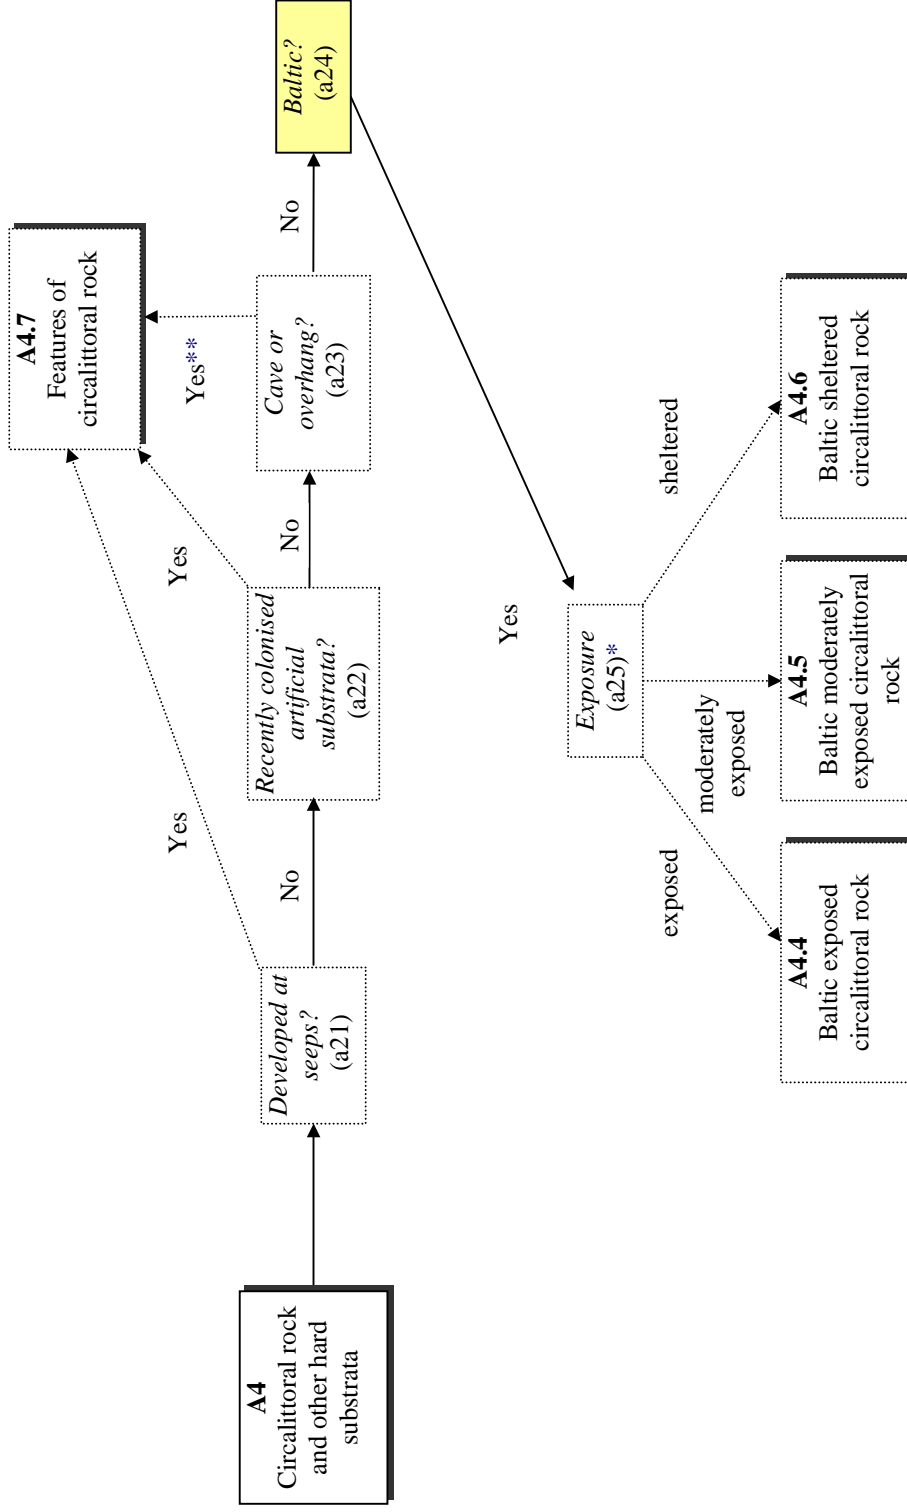 A4
Circalittoral rock
and other hard
substrata
Developed at
seeps?
(a21)
Yes
No
Recently colonised
artificial
substrata?
(a22)
Yes
No
Cave or
overhang?
(a23)
Yes**
No
A4.7
Features of
circalittoral rock
Baltic?
(a24)
Yes
Exposure
(a25)*
exposed
moderately
exposed
sheltered
A4.4
Baltic exposed
circalittoral rock
A4.5
Baltic moderately
exposed circalittoral
rock
A4.6
Baltic sheltered
circalittoral rock